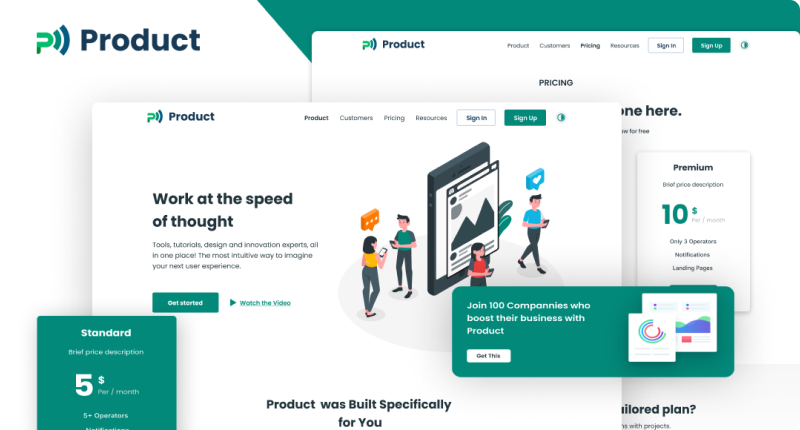 Product
Product
Product
Customers
Pricing
Resources
Sign In
Sign Up
PRICING
one here.
now for free
Premium
Brief price description
10 $
Per / month
Only 3 Operators
Notifications
Landing Pages
Product
Product
Customers
Pricing
Resources
Sign In
Sign Up
Work at the speed
of thought
Tools, tutorials, design and innovation experts, all
in one place! The most intuitive way to imagine
your next user experience.
Get started
Watch the Video
Join 100 Compannies who
boost their business with
Product
Get This
Standard
Brief price description
5 $
Per / month
5+ Operators
Notifications
Product was Built Specifically
for You
ailored plan?
ns with projects.